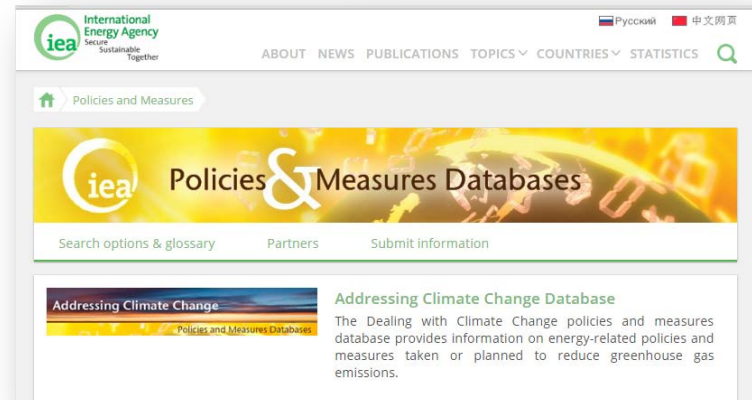 International
Energy Agency
Secure
Sustainable
Together
iea
Русский 中文网页
ABOUT NEWS PUBLICATIONS TOPICS COUNTRIES STATISTICS
Policies and Measures
iea Policies & Measures Databases
Search options & glossary Partners Submit information
Addressing Climate Change
Policies and Measures Databases
Addressing Climate Change Database
The Dealing with Climate Change policies and measures
database provides information on energy-related policies and
measures taken or planned to reduce greenhouse gas
emissions.